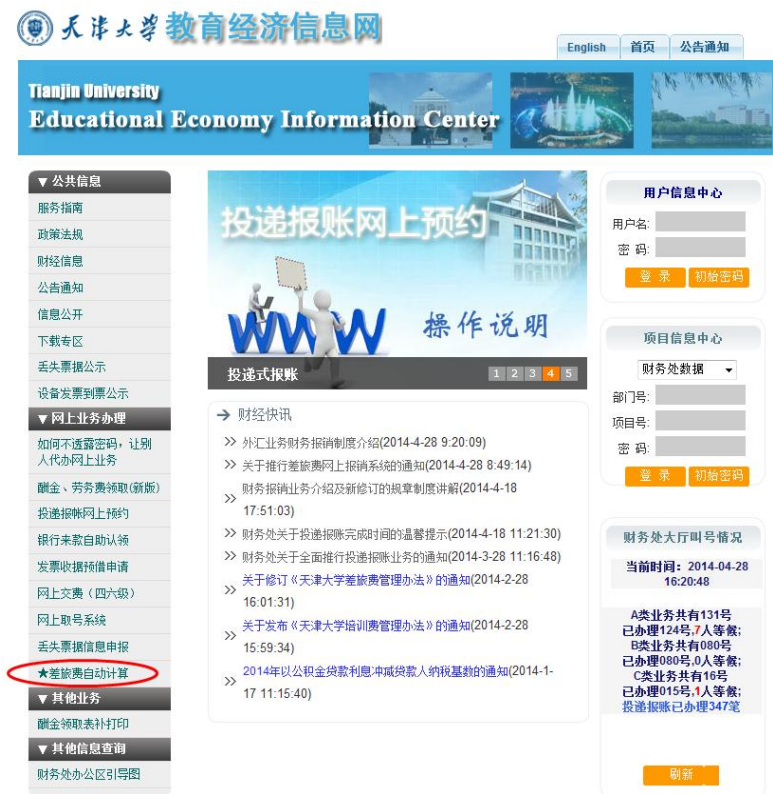 天津大学教育经济信息网
English 首页 公告通知
Tianjin University
Educational Economy Information Center
▼公共信息
服务指南
政策法规
财经信息
公告通知
信息公开
下载专区
丢失票据公示
设备发票到票公示
▼网上业务办理
如何不透露密码，让别
人代办网上业务
酬金、劳务费领取(新版)
投递报帐网上预约
银行来款自助认领
发票收据预借申请
网上交费（四六级）
网上取号系统
丢失票据信息申报
★差旅费自动计算
▼其他业务
酬金领取表补打印
▼其他信息查询
财务处办公区引导图
投递报账网上预约
WWW 操作说明
投递式报账 1 2 3 4 5
财经快讯
外汇业务财务报销制度介绍(2014-4-28 9:20:09)
关于推行差旅费网上报销系统的通知(2014-4-28 8:49:14)
财务报销业务介绍及新修订的规章制度讲解(2014-4-18
17:51:03)
财务处关于投递报账完成时间的温馨提示(2014-4-18 11:21:30)
财务处关于全面推行投递报账业务的通知(2014-3-28 11:16:48)
关于修订《天津大学差旅费管理办法》的通知(2014-2-28
16:01:31)
关于发布《天津大学培训费管理办法》的通知(2014-2-28
15:59:34)
2014年以公积金贷款利息冲减贷款人纳税基数的通知(2014-1-
17 11:15:40)
用户信息中心
用户名:
密 码:
登 录 初始密码
项目信息中心
财务处数据
部门号:
项目号:
密 码:
登 录 初始密码
财务处大厅叫号情况
当前时间：2014-04-28
16:20:48
A类业务共有131号
已办理124号,7人等候;
B类业务共有080号
已办理080号,0人等候;
C类业务共有16号
已办理015号,1人等候;
投递报账已办理347笔
刷新